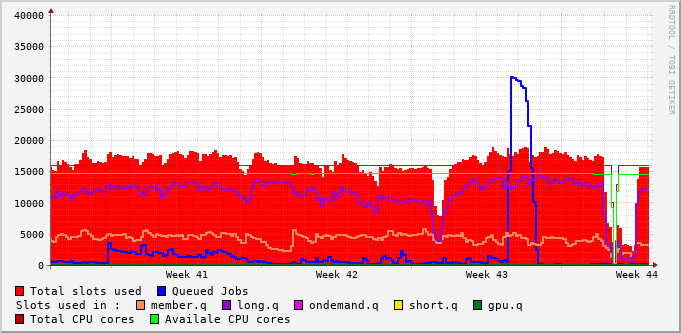 40000
35000
30000
25000
20000
15000
10000
5000
0
Week 41 Week 42 Week 43 Week 44
RRDTOOL / TOBI OETIKER
Total slots used Queued Jobs
Slots used in : member.q long.q ondemand.q short.q gpu.q
Total CPU cores Availale CPU cores